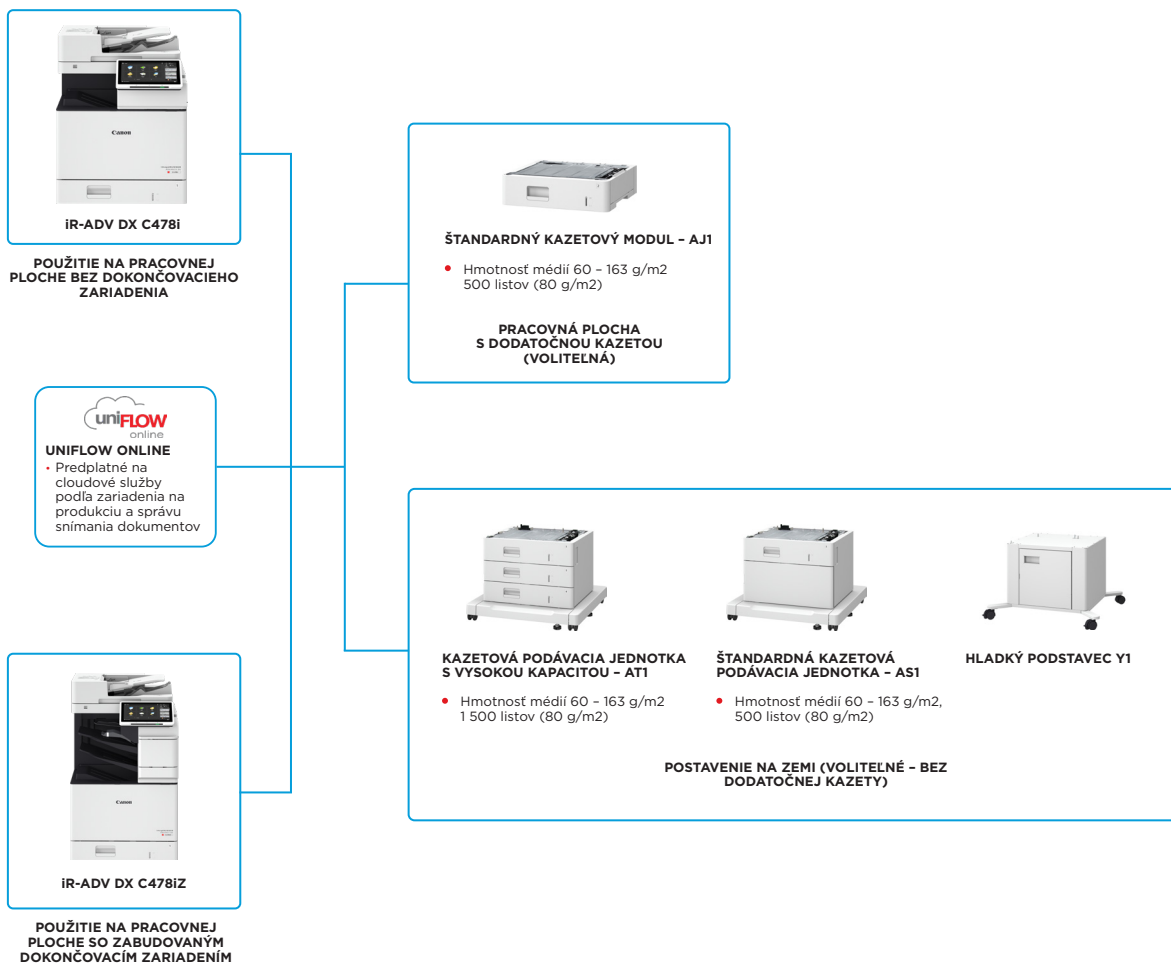 Canon
iR-ADV DX C478i
POUŽITIE NA PRACOVNEJ
PLOCHE BEZ DOKONČOVACIEHO
ZARIADENIA
uniFLOW
online
UNIFLOW ONLINE
• Predplatné na
cloudové služby
podľa zariadenia na
produkciu a správu
snímania dokumentov
Canon
iR-ADV DX C478iZ
POUŽITIE NA PRACOVNEJ
PLOCHE SO ZABUDOVANÝM
DOKONČOVACÍM ZARIADENÍM
ŠTANDARDNÝ KAZETOVÝ MODUL – AJ1
• Hmotnosť médií 60 – 163 g/m2
500 listov (80 g/m2)
PRACOVNÁ PLOCHA
S DODATOČNOU KAZETOU
(VOLITEĽNÁ)
KAZETOVÁ PODÁVACIA JEDNOTKA
S VYSOKOU KAPACITOU – AT1
• Hmotnosť médií 60 – 163 g/m2
1 500 listov (80 g/m2)
ŠTANDARDNÁ KAZETOVÁ
PODÁVACIA JEDNOTKA – AS1
• Hmotnosť médií 60 – 163 g/m2,
500 listov (80 g/m2)
HLADKÝ PODSTAVEC Y1
POSTAVENIE NA ZEMI (VOLITEĽNÉ – BEZ
DODATOČNEJ KAZETY)